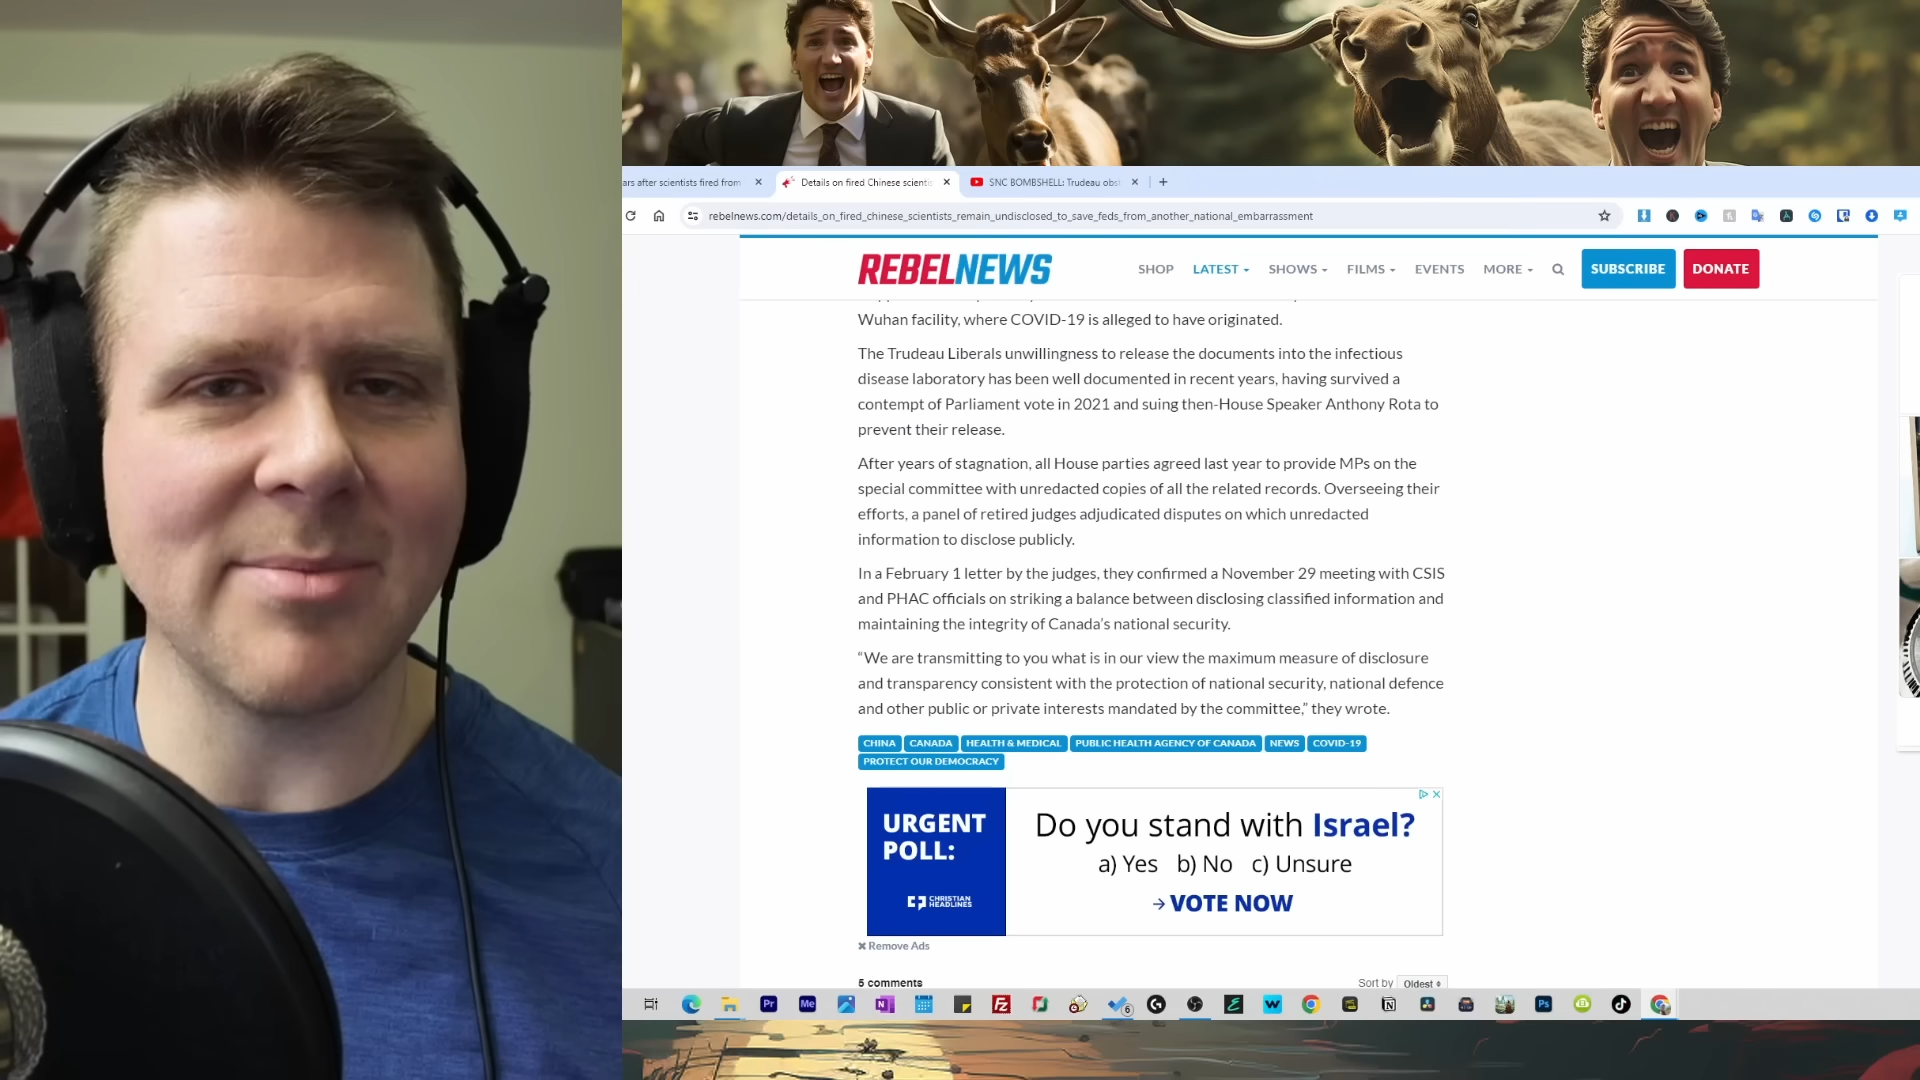 ars after scientists fired from
Details on fired Chinese scienti
SNC BOMBSHELL: Trudeau obs
rebelnews.com/details_on_fired_chinese_scientists_remain_undisclosed_to_save_feds_from_another_national_embarrassment
REBELNEWS
SHOP LATEST SHOWS FILMS EVENTS MORE SUBSCRIBE DONATE
Wuhan facility, where COVID-19 is alleged to have originated.
The Trudeau Liberals unwillingness to release the documents into the infectious
disease laboratory has been well documented in recent years, having survived a
contempt of Parliament vote in 2021 and suing then-House Speaker Anthony Rota to
prevent their release.
After years of stagnation, all House parties agreed last year to provide MPs on the
special committee with unredacted copies of all the related records. Overseeing their
efforts, a panel of retired judges adjudicated disputes on which unredacted
information to disclose publicly.
In a February 1 letter by the judges, they confirmed a November 29 meeting with CSIS
and PHAC officials on striking a balance between disclosing classified information and
maintaining the integrity of Canada’s national security.
“We are transmitting to you what is in our view the maximum measure of disclosure
and transparency consistent with the protection of national security, national defence
and other public or private interests mandated by the committee,” they wrote.
CHINA CANADA HEALTH & MEDICAL PUBLIC HEALTH AGENCY OF CANADA NEWS COVID-19
PROTECT OUR DEMOCRACY
URGENT
POLL:
CHRISTIAN
HEADLINES
Do you stand with Israel?
a) Yes b) No c) Unsure
→ VOTE NOW
✖ Remove Ads
5 comments
Sort by Oldest
Pr Me N Fz 6 W N Ps